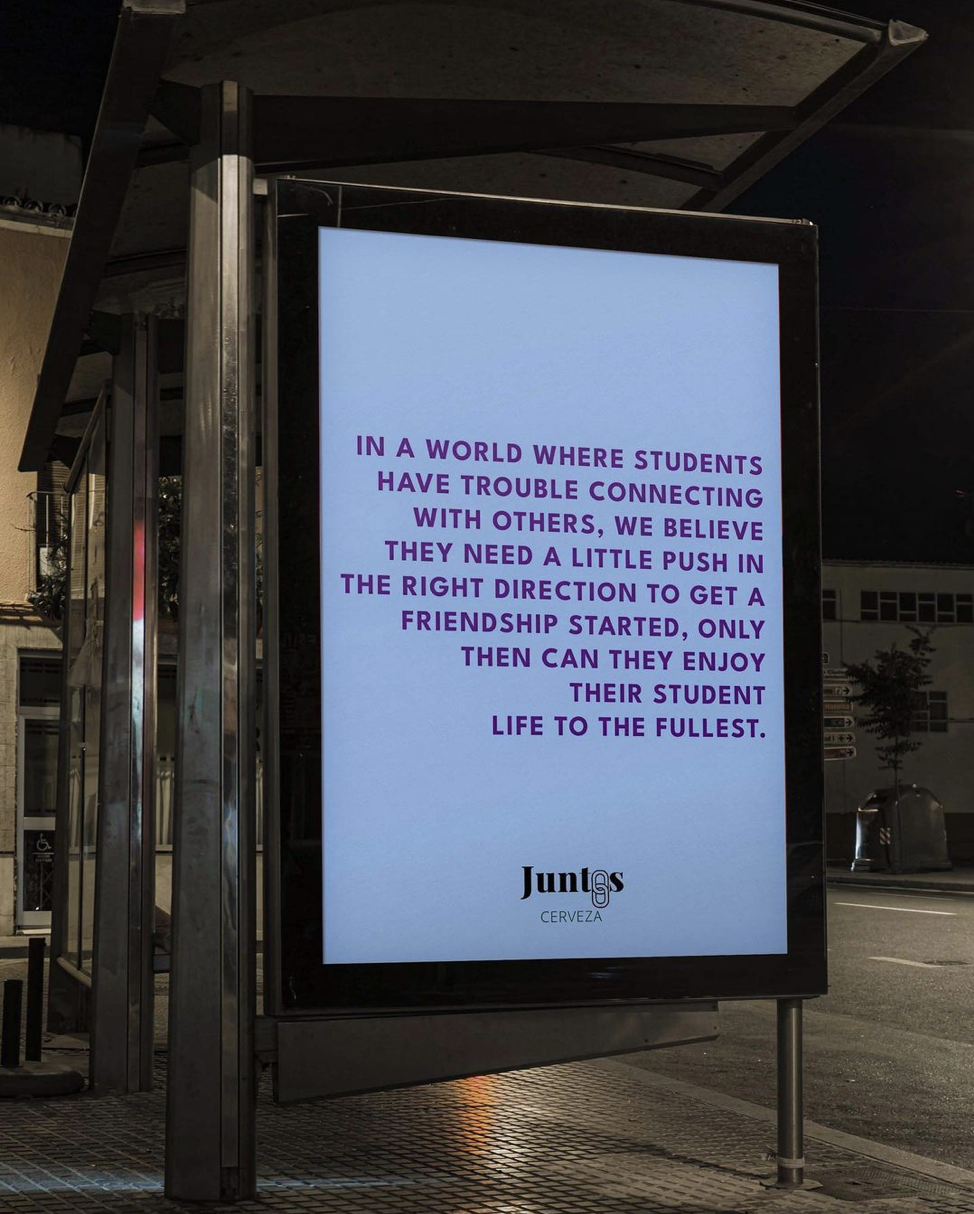 IN A WORLD WHERE STUDENTS
HAVE TROUBLE CONNECTING
WITH OTHERS, WE BELIEVE
THEY NEED A LITTLE PUSH IN
THE RIGHT DIRECTION TO GET A
FRIENDSHIP STARTED, ONLY
THEN CAN THEY ENJOY
THEIR STUDENT
LIFE TO THE FULLEST.
Juntos
CERVEZA